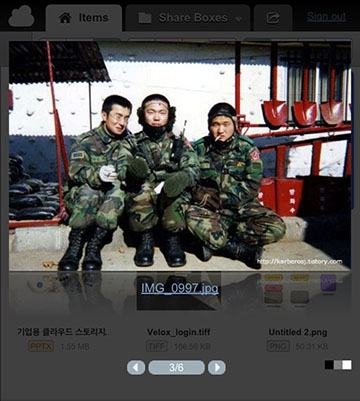 Items
Share Boxes
Sign out
http://karberosj.tistory.com
IMG_0997.jpg
기업용 클라우드 스토리지.
Velox_login.tiff
Untitled 2.png
PPTX 1.55 MB
TIFF 166.56 KB
PNG 50.31 KB
3/6